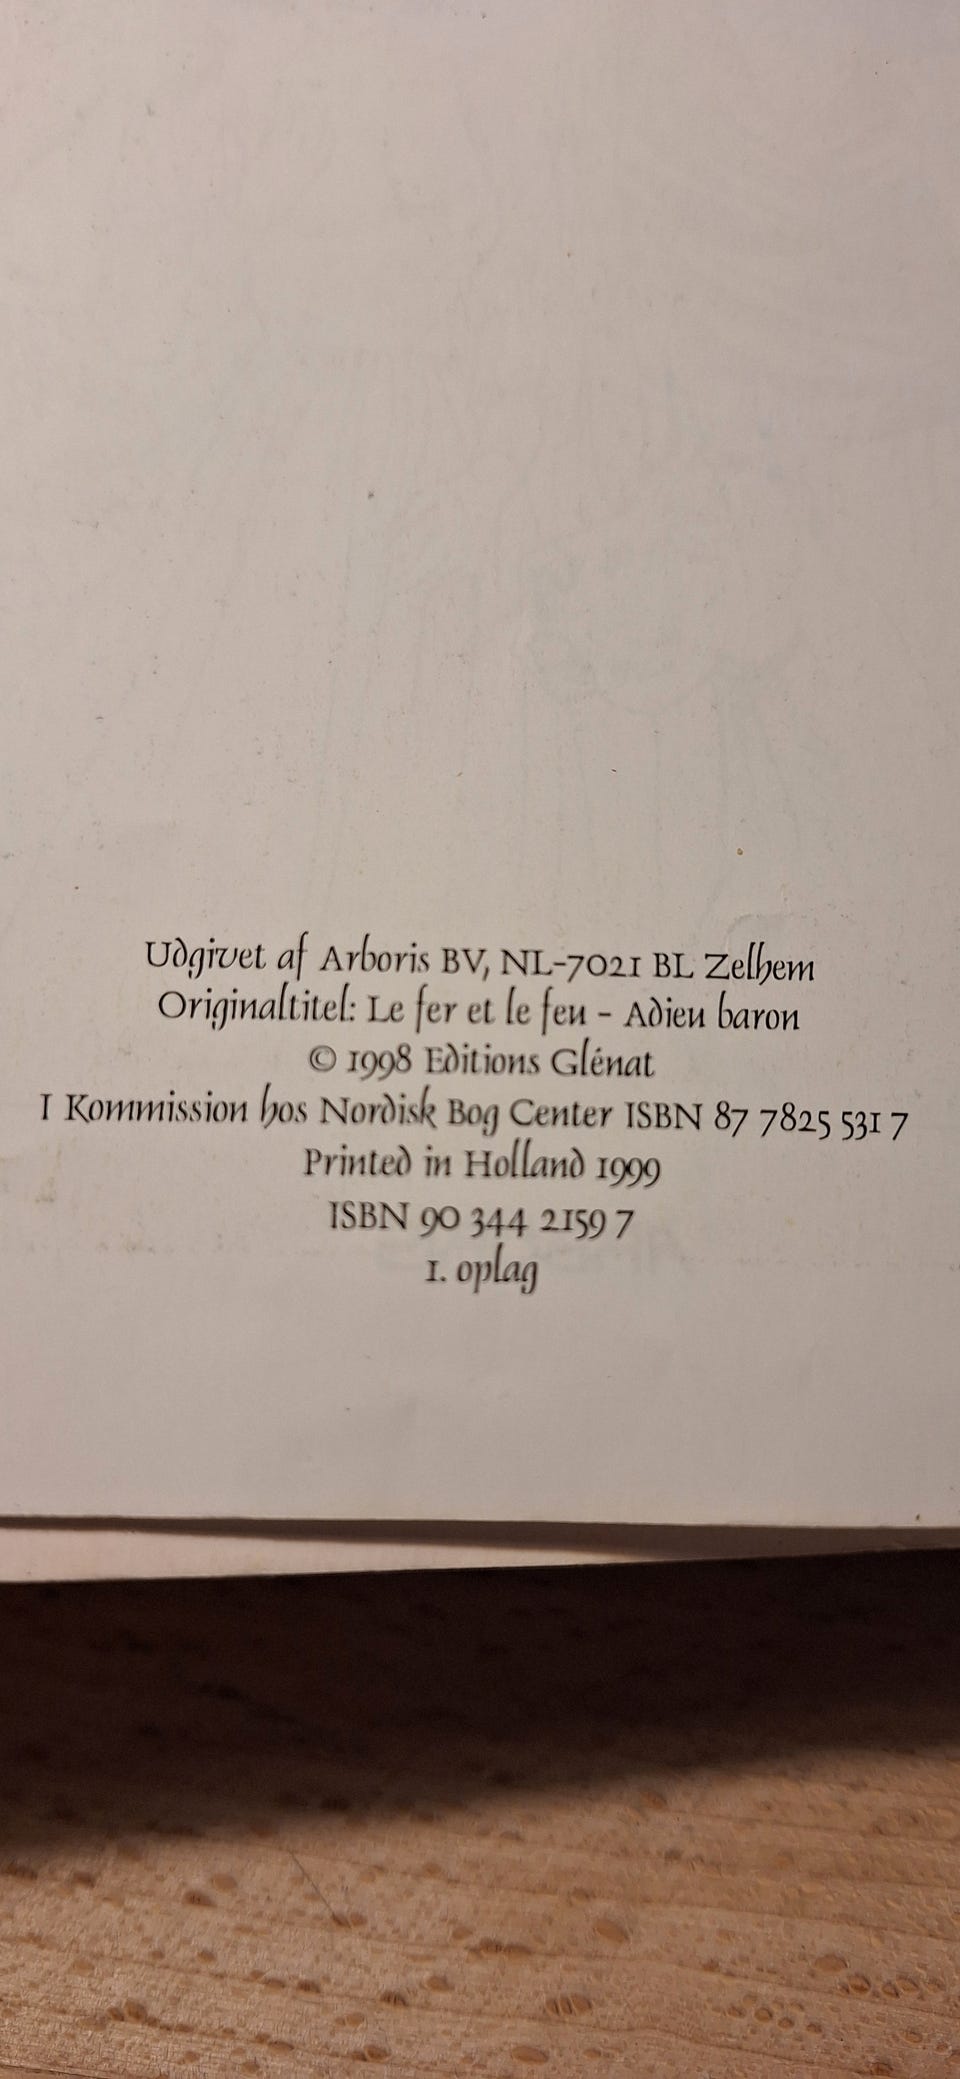 Udgivet af Arboris BV, NL-7021 BL Zelhem
Originaltitel: Le fer et le feu - Adieu baron
© 1998 Editions Glénat
I Kommission hos Nordisk Bog Center ISBN 87 7825 531 7
Printed in Holland 1999
ISBN 90 344 2159 7
1. oplag